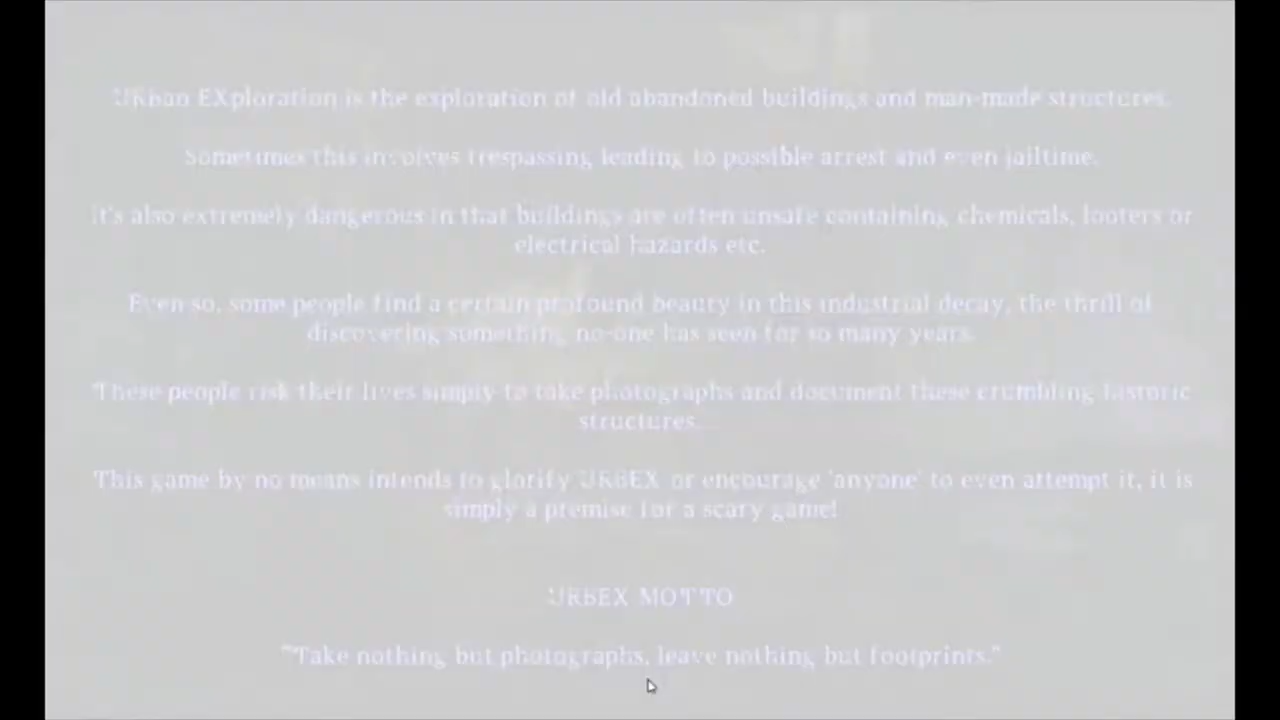 URBan EXploration is the exploration of old abandoned buildings and man-made structures.
Sometimes this involves trespassing leading to possible arrest and even jailtime.
It's also extremely dangerous in that buildings are often unsafe containing chemicals, looters or
electrical hazards etc.
Even so, some people find a certain profound beauty in this industrial decay, the thrill of
discovering something no-one has seen for so many years.
These people risk their lives simply to take photographs and document these crumbling historic
structures...
This game by no means intends to glorify URBEX or encourage 'anyone' to even attempt it, it is
simply a premise for a scary game!
URBEX MOTTO
"Take nothing but photographs, leave nothing but footprints."